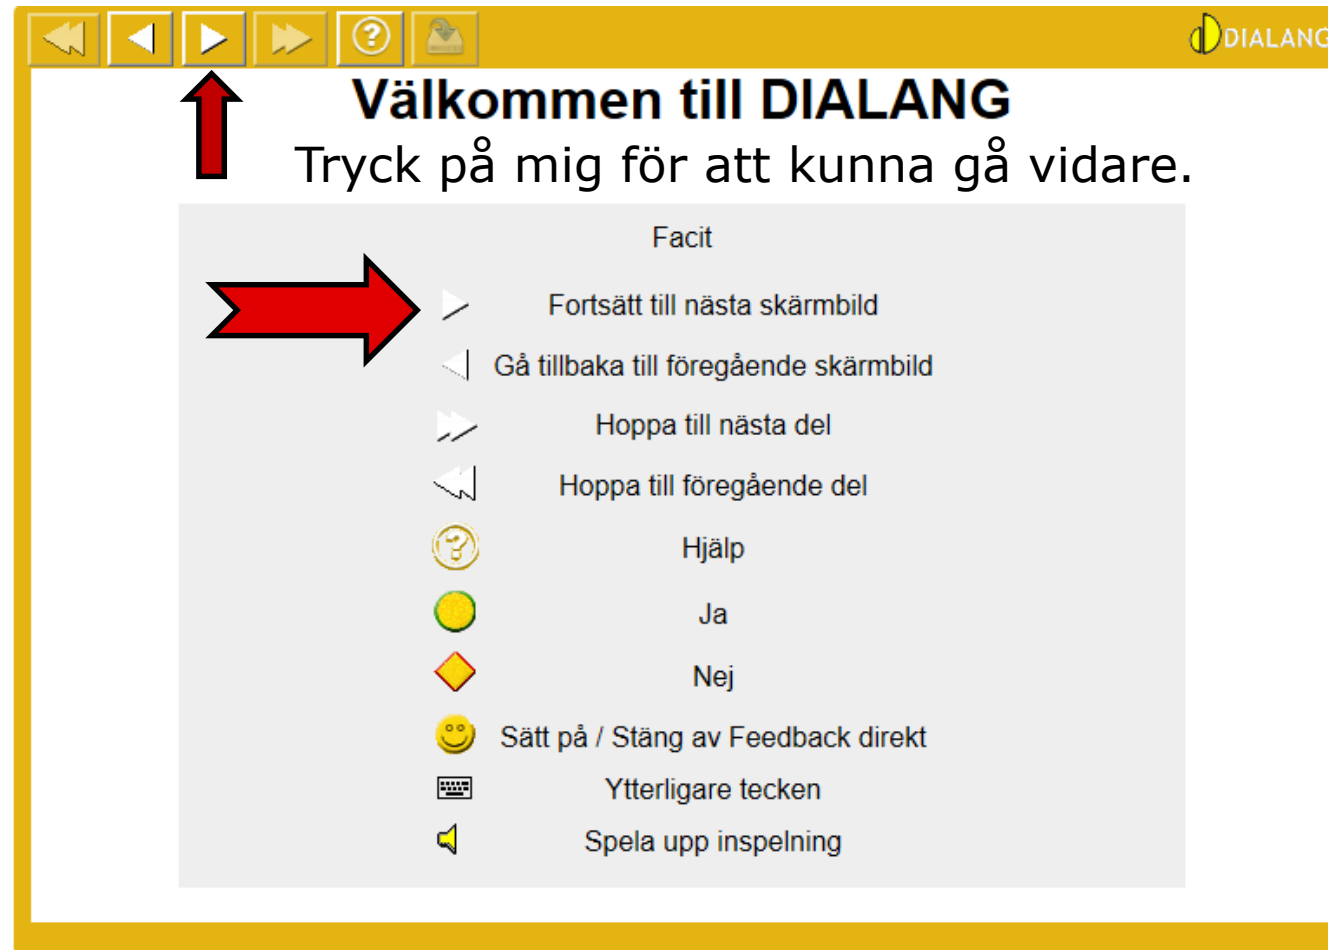 DIALANG
Välkommen till DIALANG
Tryck på mig för att kunna gå vidare.
Facit
Fortsätt till nästa skärmbild
Gå tillbaka till föregående skärmbild
Hoppa till nästa del
Hoppa till föregående del
Hjälp
Ja
Nej
Sätt på / Stäng av Feedback direkt
Ytterligare tecken
Spela upp inspelning